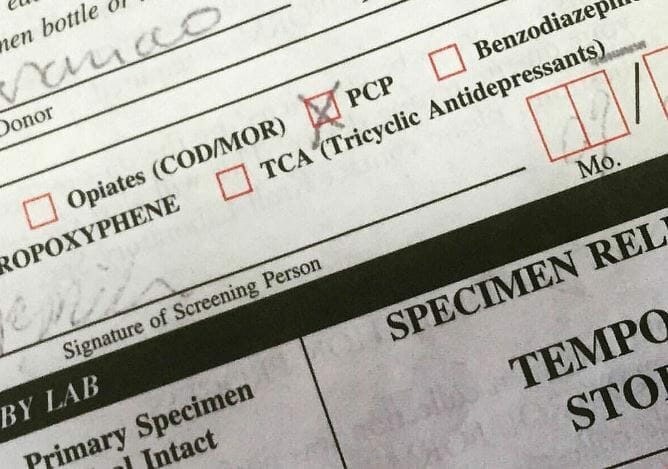 men bottle or
Donor
Opiates (COD/MOR) PCP Benzodiazepin
ROPOXYPHENE TCA (Tricyclic Antidepressants)
/
Mo.
Signature of Screening Person
BY LAB
SPECIMEN REL
Primary Specimen
l Intact
TEMPO
STO